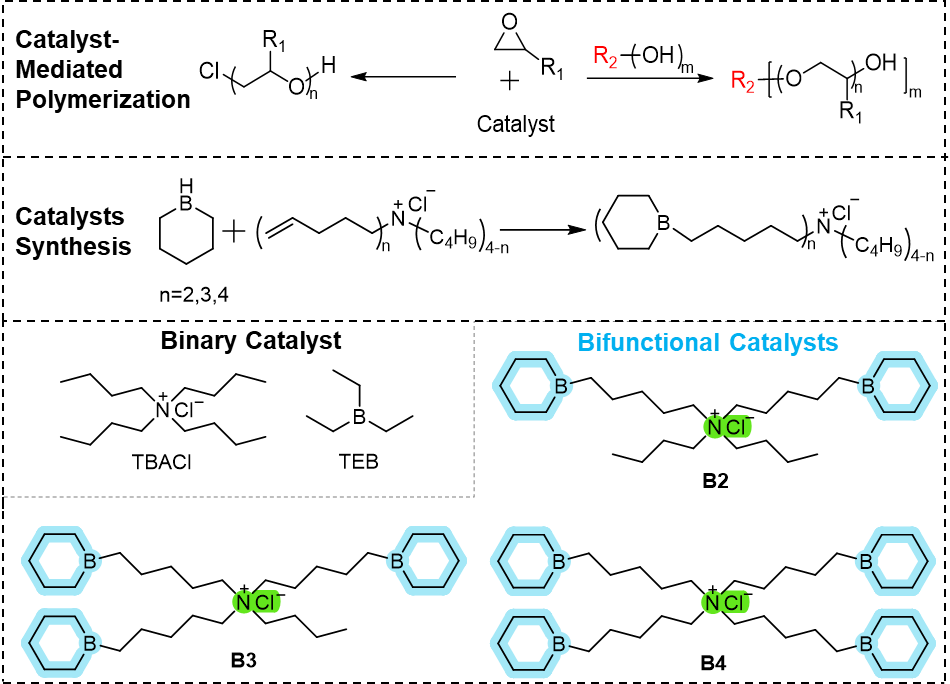 Catalyst-
Mediated
Polymerization
Cl
R1
O
H
n
O
R1
+
Catalyst
R2
(OH)m
R2
O
R1
n
OH
m
Catalysts
Synthesis
H
B
+
n
N
+
Cl−
(C4H9)4-n
B
n
N
+
Cl−
(C4H9)4-n
n=2,3,4
Binary Catalyst
N
+
Cl−
TBACl
B
TEB
Bifunctional Catalysts
B
B
N
+
Cl−
B2
B
B
B
N
+
Cl−
B3
B
B
B
B
N
+
Cl−
B4